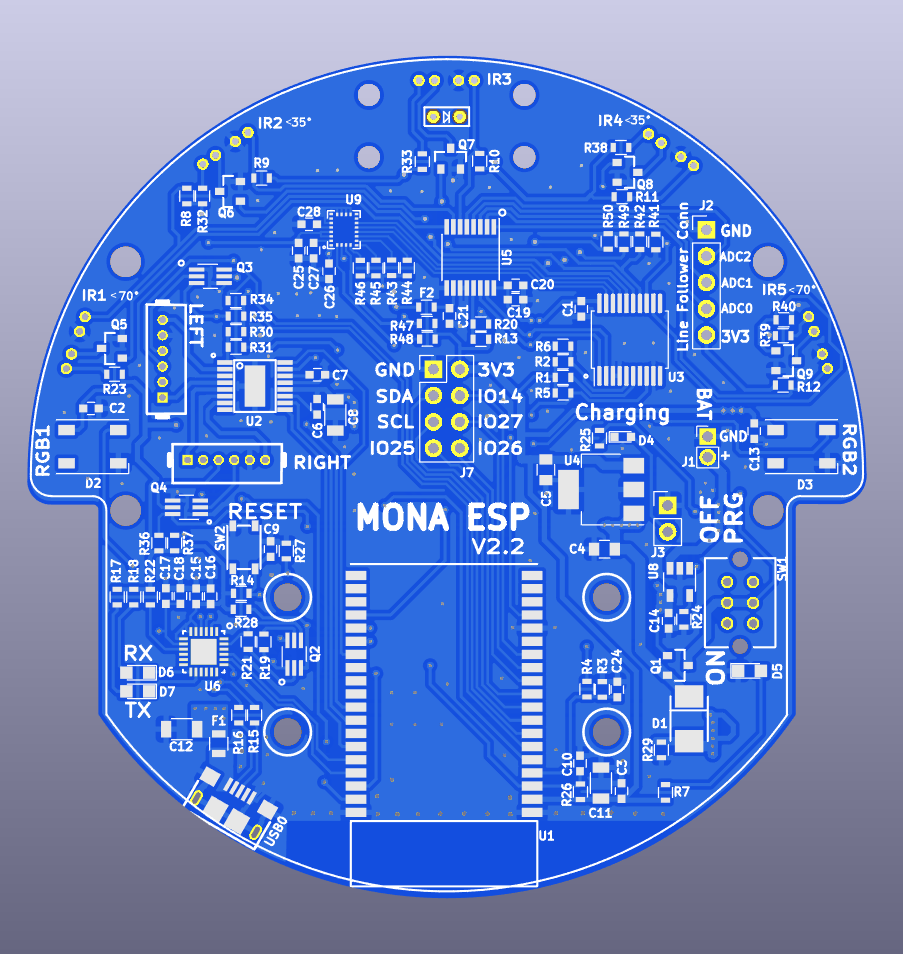 IR3
IR2 <35°
IR4 <35°
R33
Q7
R10
R38
R9
Q8
R11
R8
R32
Q6
U9
C28
J2
GND
ADC2
ADC1
ADC0
3V3
Line Follower Conn
R50
R49
R42
R41
U5
C25
C27
C26
R46
R45
R43
R44
C20
C19
Q3
IR1 <70°
IR5 <70°
R34
R35
R30
R31
LEFT
F2
C21
R47
R48
R20
R13
C1
R40
R39
Q5
R23
Q9
R12
R6
R2
R1
R5
U3
GND
3V3
SDA
IO14
SCL
IO27
IO25
IO26
J7
C7
U2
C6
C8
C2
RGB1
D2
Charging
R25
D4
BAT
GND
+
J1
C13
RGB2
D3
RIGHT
U4
C5
Q4
RESET
SW2
C9
R27
MONA ESP
V2.2
OFF
PRG
J3
C4
R36
R37
R14
R17
R18
R22
C17
C18
C15
C16
R28
U8
C14
R24
SW1
RX
D6
D7
TX
U6
R21
R19
Q2
R4
R3
C24
Q1
ON
D5
D1
C12
F1
R16
R15
R29
C10
R26
C3
C11
R7
USB0
U1